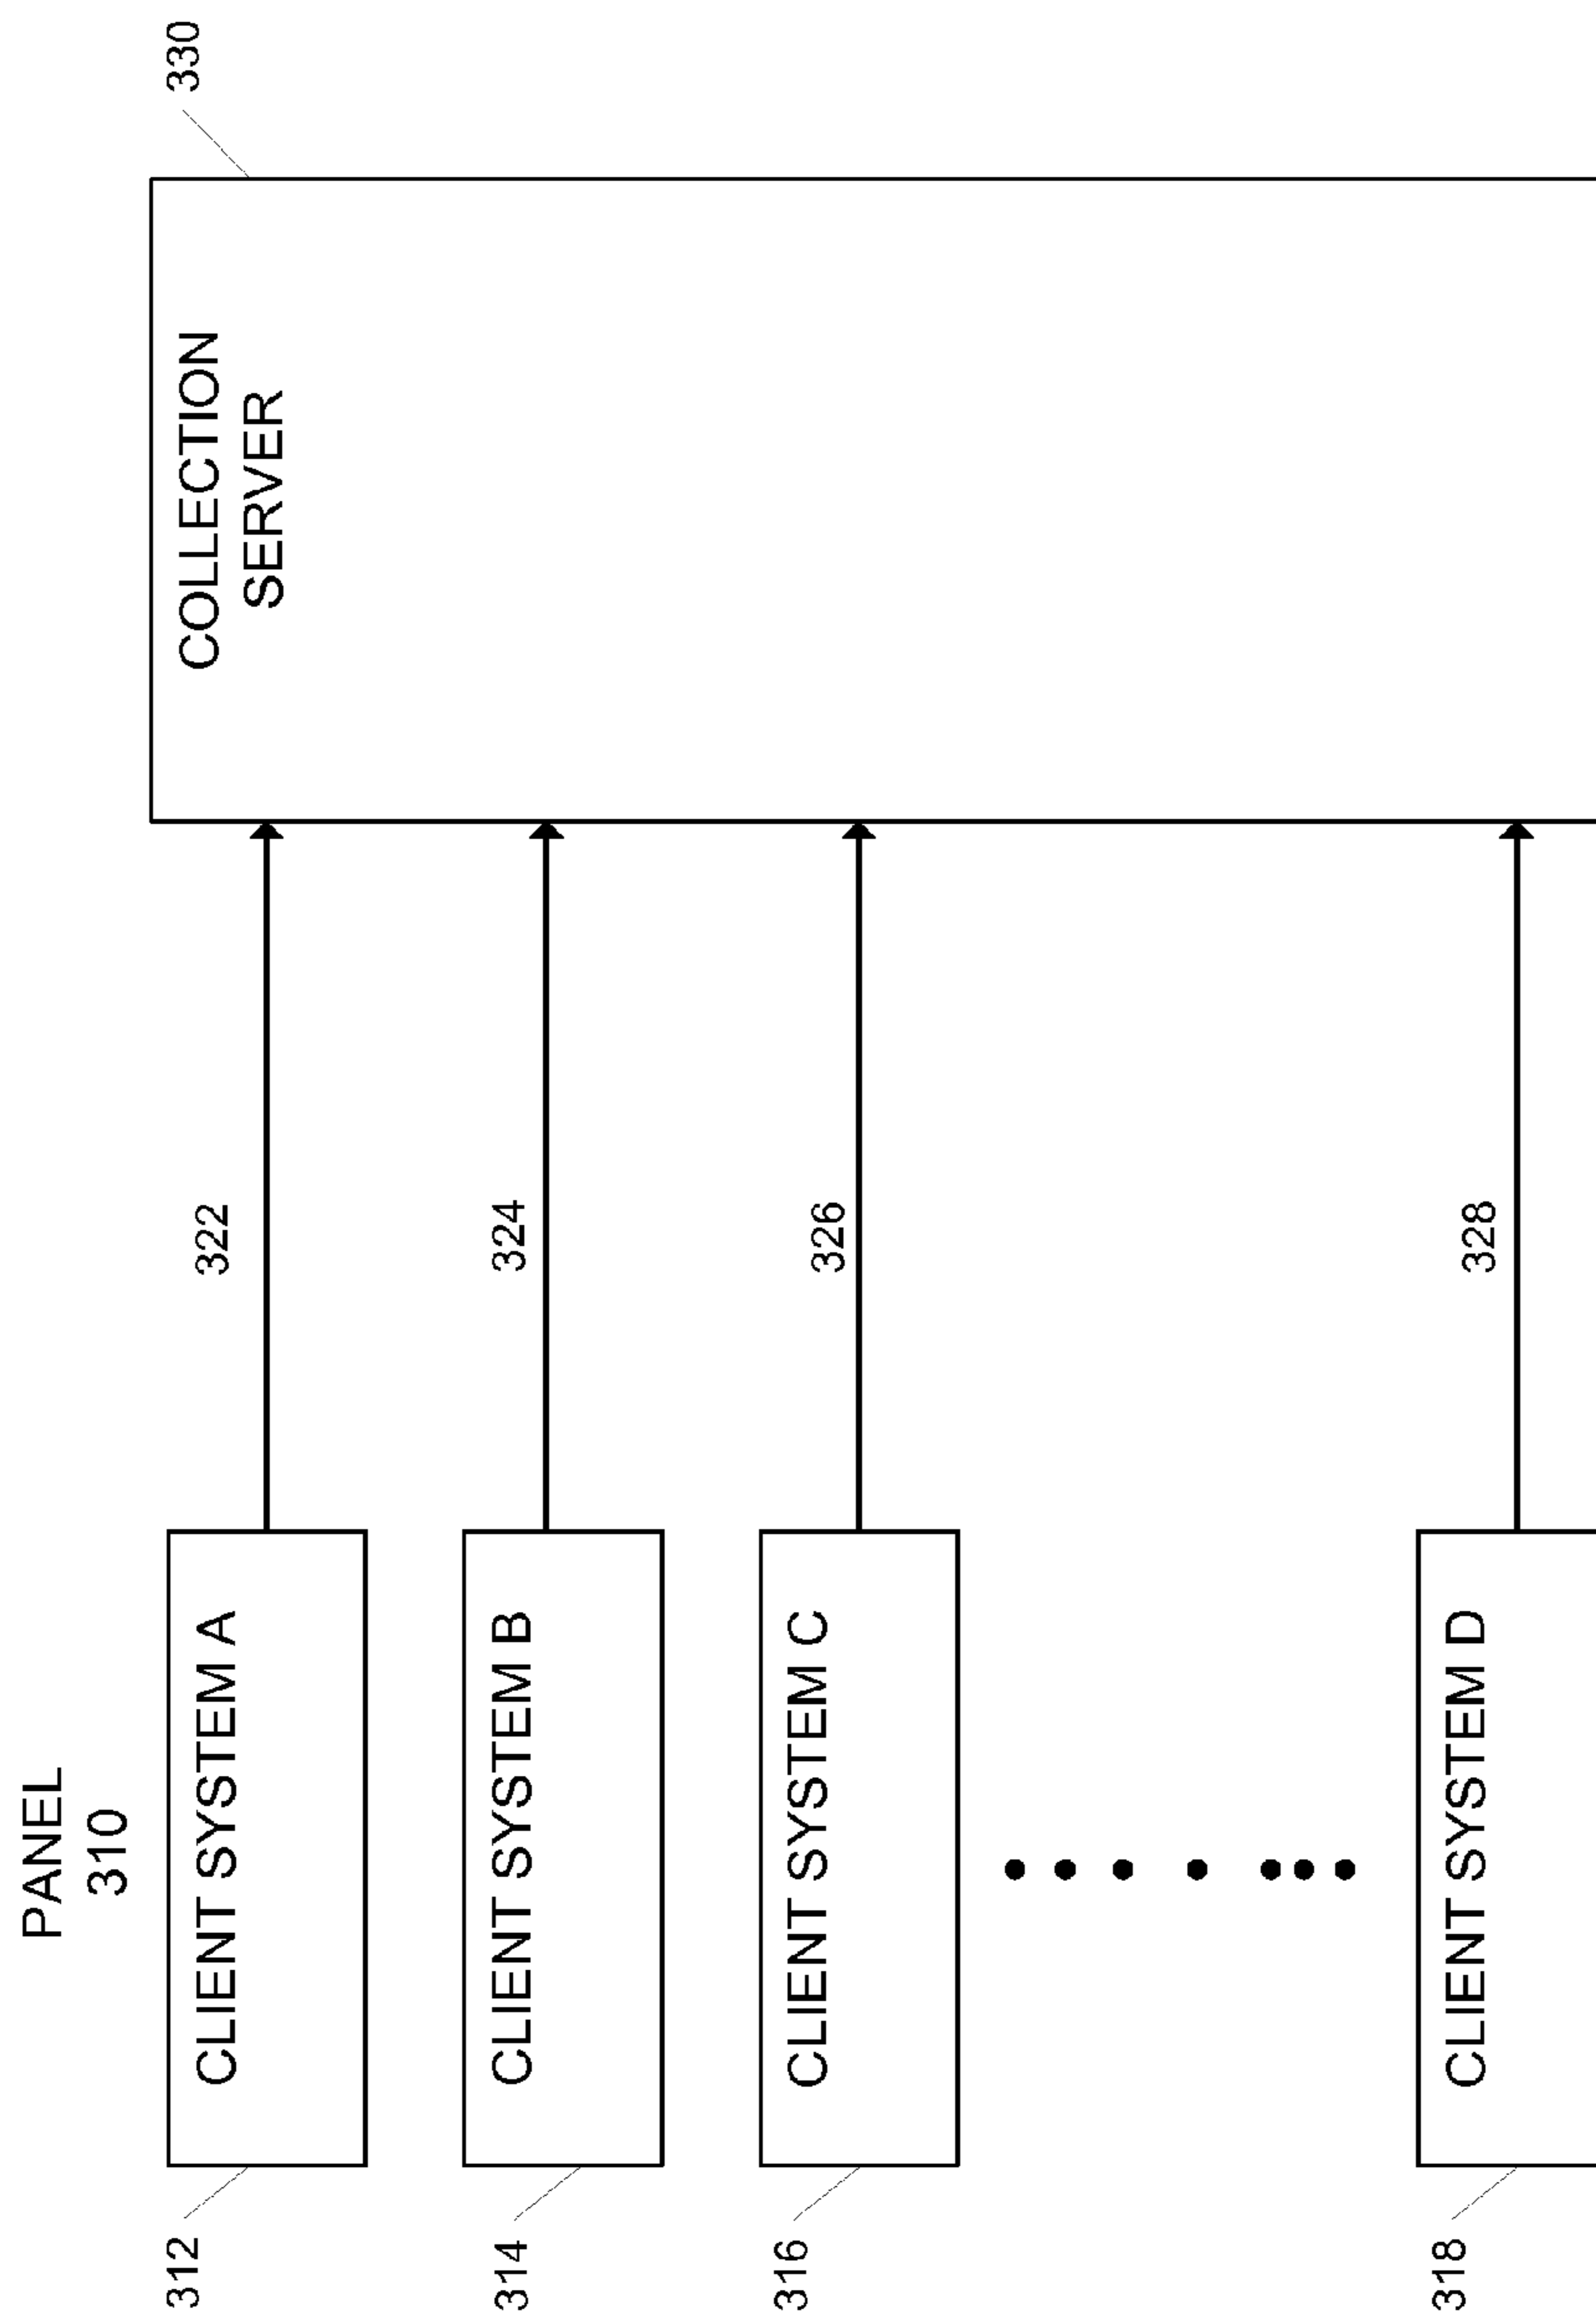 PANEL
310
312
CLIENT SYSTEM A
322
COLLECTION
SERVER
330
314
CLIENT SYSTEM B
324
316
CLIENT SYSTEM C
326
318
CLIENT SYSTEM D
328